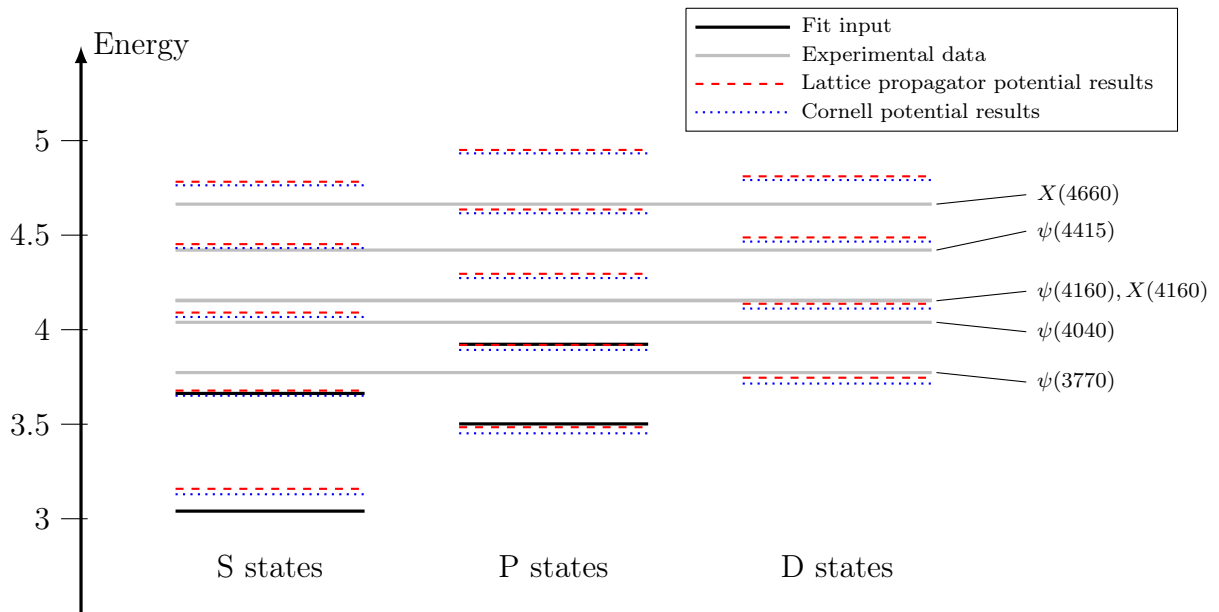 Energy
Fit input
Experimental data
Lattice propagator potential results
Cornell potential results
5
X(4660)
4.5
ψ(4415)
ψ(4160), X(4160)
4
ψ(4040)
ψ(3770)
3.5
3
S states
P states
D states